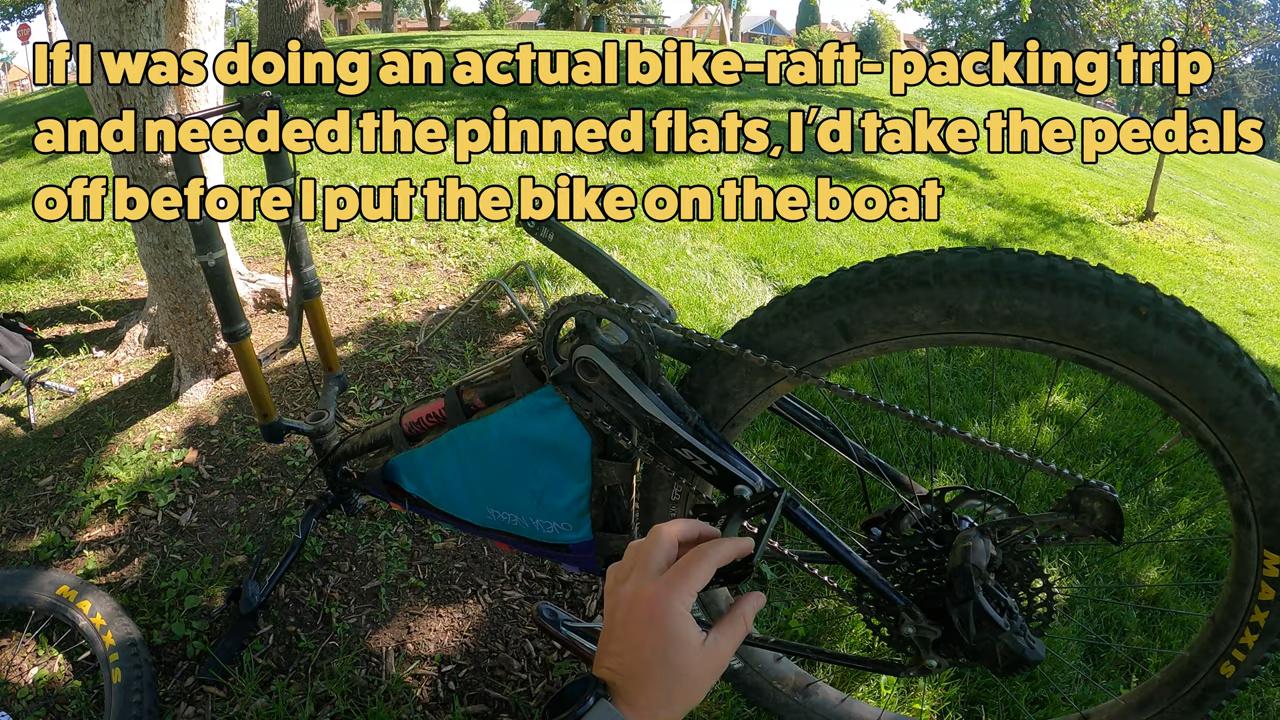 If I was doing an actual bike-raft- packing trip
and needed the pinned flats, I'd take the pedals
off before I put the bike on the boat
STOP
MAXXIS
MAXXIS